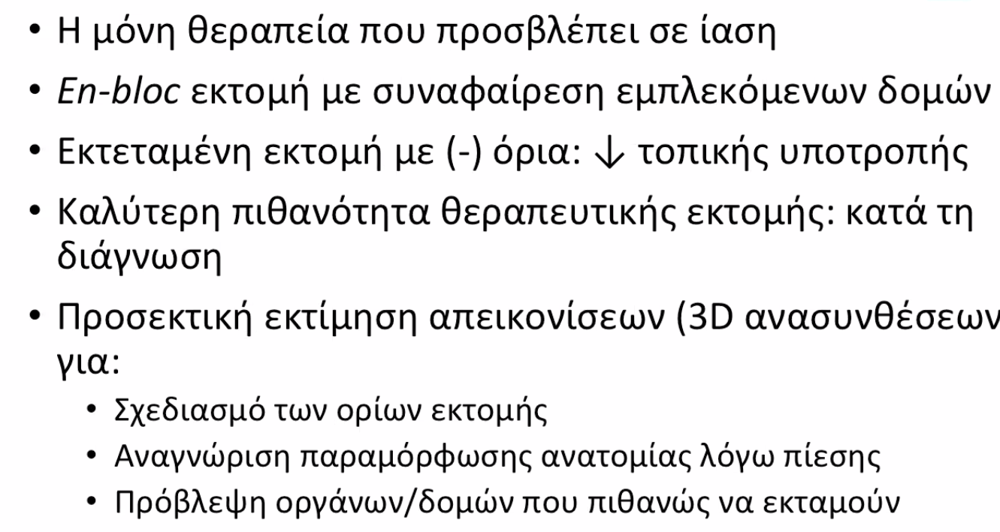 • Η μόνη θεραπεία που προσβλέπει σε ίαση
• En-bloc εκτομή με συναφαίρεση εμπλεκόμενων δομών
• Εκτεταμένη εκτομή με (-) όρια: ↓ τοπικής υποτροπής
• Καλύτερη πιθανότητα θεραπευτικής εκτομής: κατά τη
διάγνωση
• Προσεκτική εκτίμηση απεικονίσεων (3D ανασυνθέσεων
για:
• Σχεδιασμό των ορίων εκτομής
• Αναγνώριση παραμόρφωσης ανατομίας λόγω πίεσης
• Πρόβλεψη οργάνων/δομών που πιθανώς να εκταμούν